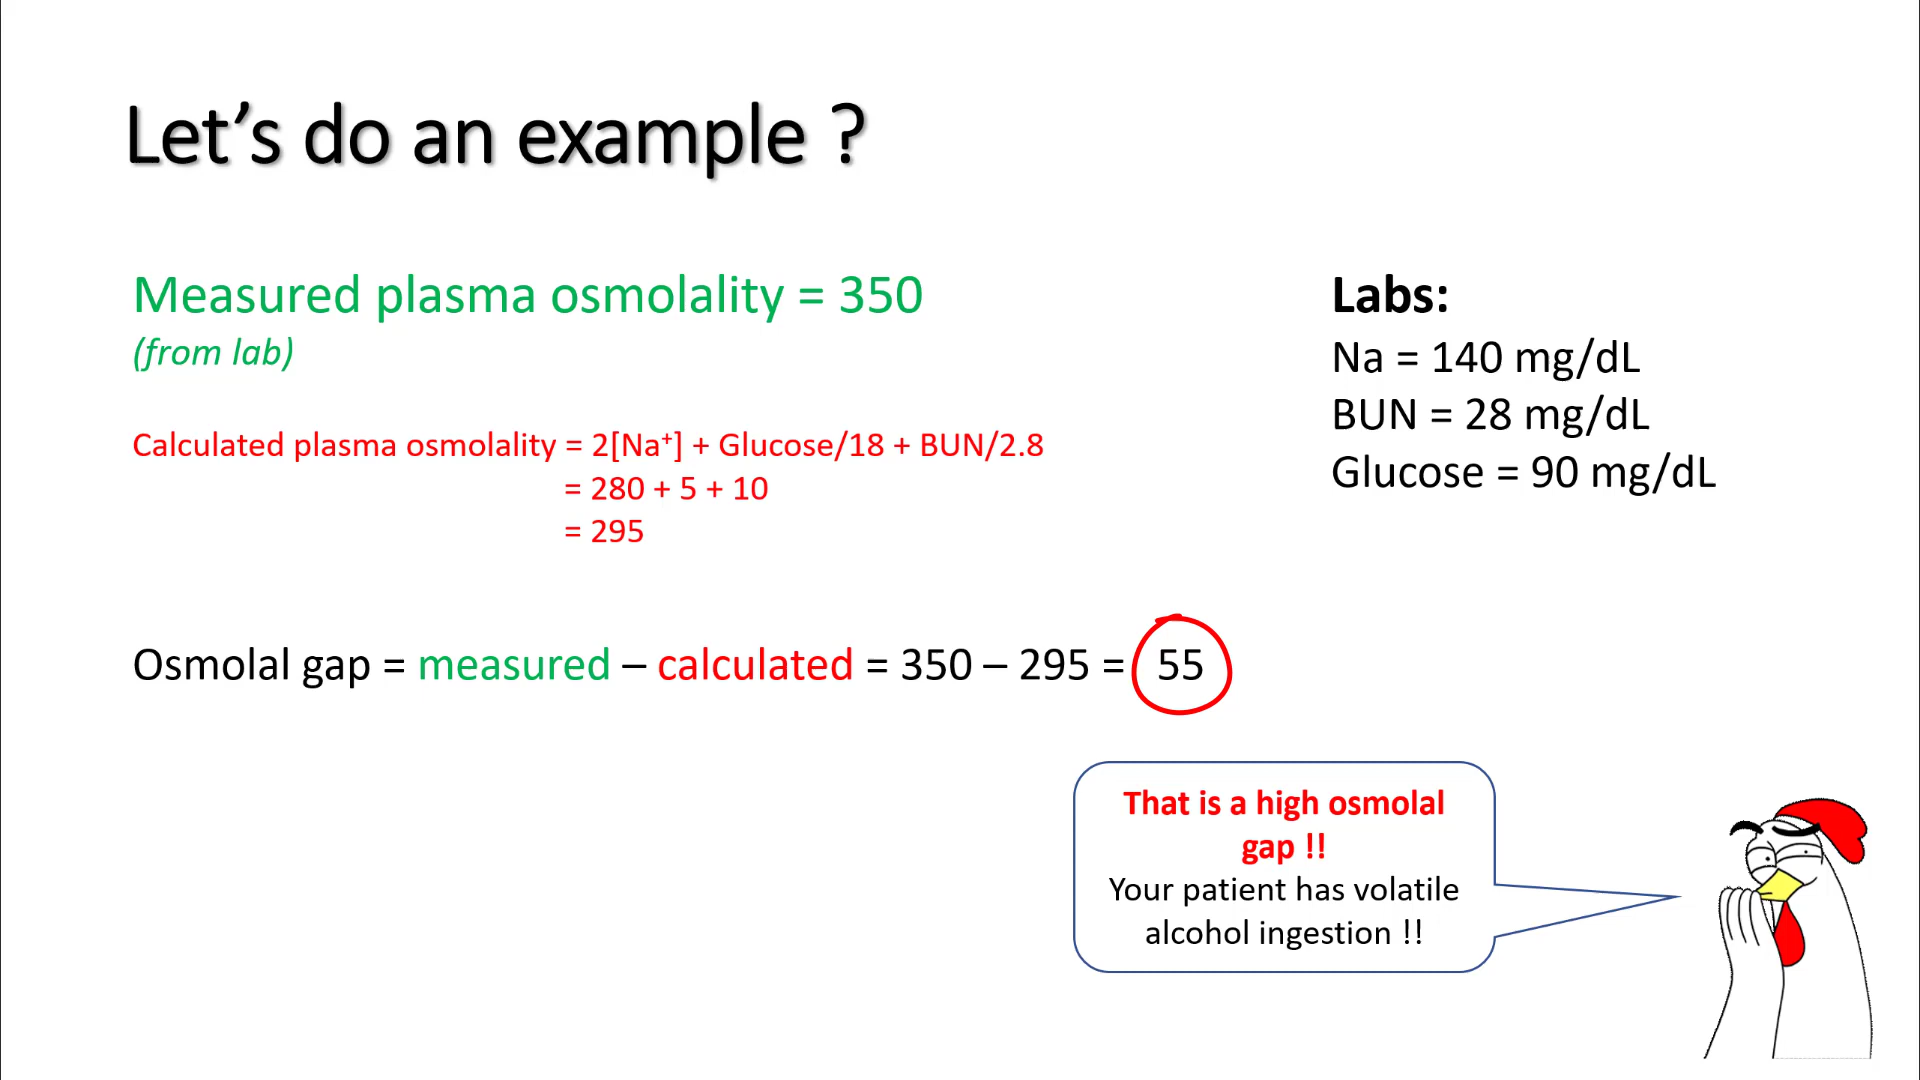 Let’s do an example ?
Measured plasma osmolality = 350
(from lab)
Calculated plasma osmolality = 2[Na⁺] + Glucose/18 + BUN/2.8
= 280 + 5 + 10
= 295
Osmolal gap = measured – calculated = 350 – 295 = 55
Labs:
Na = 140 mg/dL
BUN = 28 mg/dL
Glucose = 90 mg/dL
That is a high osmolal
gap !!
Your patient has volatile
alcohol ingestion !!